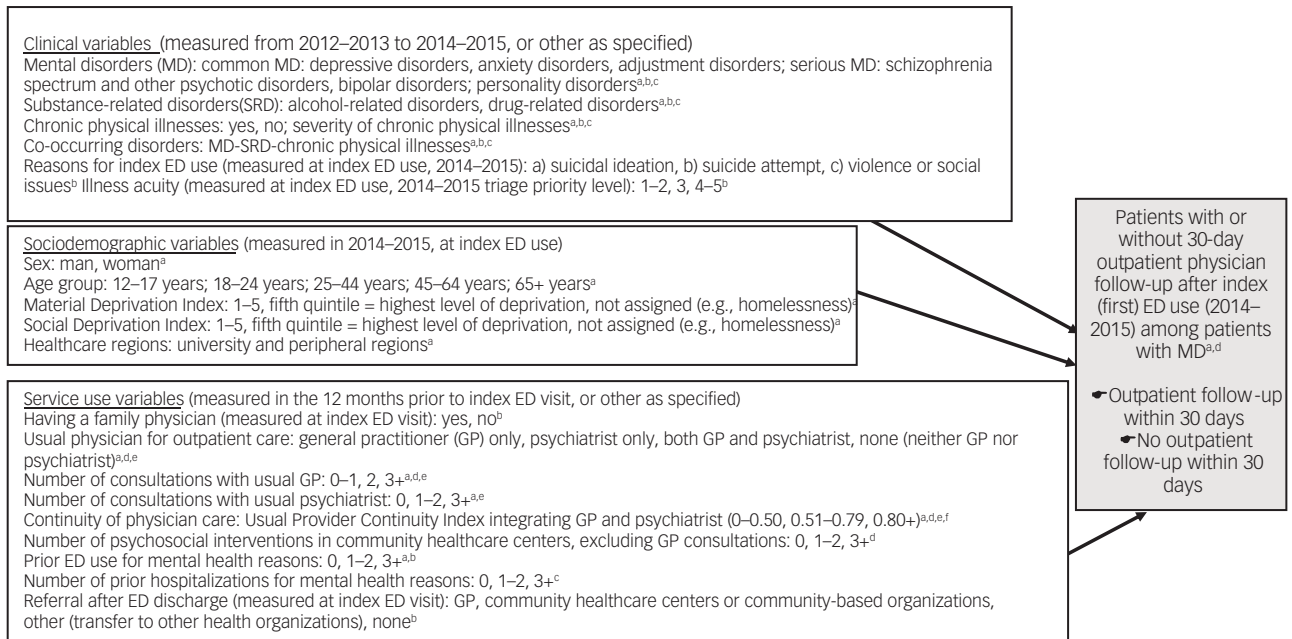 Clinical variables (measured from 2012–2013 to 2014–2015, or other as specified)
Mental disorders (MD): common MD: depressive disorders, anxiety disorders, adjustment disorders; serious MD: schizophrenia
spectrum and other psychotic disorders, bipolar disorders; personality disorders^a,b,c
Substance-related disorders(SRD): alcohol-related disorders, drug-related disorders^a,b,c
Chronic physical illnesses: yes, no; severity of chronic physical illnesses^a,b,c
Co-occurring disorders: MD-SRD-chronic physical illnesses^a,b,c
Reasons for index ED use (measured at index ED use, 2014–2015): a) suicidal ideation, b) suicide attempt, c) violence or social
issues^b Illness acuity (measured at index ED use, 2014–2015 triage priority level): 1–2, 3, 4–5^b
Sociodemographic variables (measured in 2014–2015, at index ED use)
Sex: man, woman^a
Age group: 12–17 years; 18–24 years; 25–44 years; 45–64 years; 65+ years^a
Material Deprivation Index: 1–5, fifth quintile = highest level of deprivation, not assigned (e.g., homelessness)^a
Social Deprivation Index: 1–5, fifth quintile = highest level of deprivation, not assigned (e.g., homelessness)^a
Healthcare regions: university and peripheral regions^a
Service use variables (measured in the 12 months prior to index ED visit, or other as specified)
Having a family physician (measured at index ED visit): yes, no^b
Usual physician for outpatient care: general practitioner (GP) only, psychiatrist only, both GP and psychiatrist, none (neither GP nor
psychiatrist)^a,d,e
Number of consultations with usual GP: 0–1, 2, 3+^a,d,e
Number of consultations with usual psychiatrist: 0, 1–2, 3+^a,e
Continuity of physician care: Usual Provider Continuity Index integrating GP and psychiatrist (0–0.50, 0.51–0.79, 0.80+)^a,d,e,f
Number of psychosocial interventions in community healthcare centers, excluding GP consultations: 0, 1–2, 3+^d
Prior ED use for mental health reasons: 0, 1–2, 3+^a,b
Number of prior hospitalizations for mental health reasons: 0, 1–2, 3+^c
Referral after ED discharge (measured at index ED visit): GP, community healthcare centers or community-based organizations,
other (transfer to other health organizations), none^b
Patients with or
without 30-day
outpatient physician
follow-up after index
(first) ED use (2014–
2015) among patients
with MD^a,d
☛Outpatient follow-up
within 30 days
☛No outpatient
follow-up within 30
days